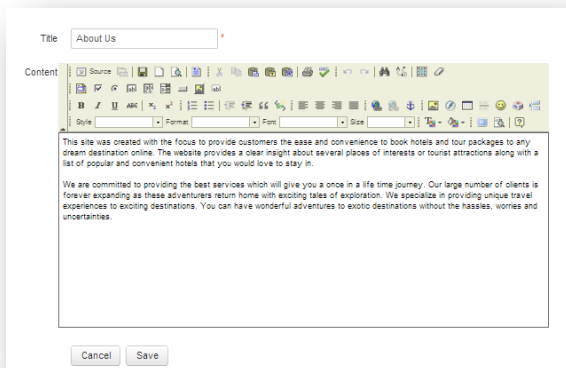 Title About Us *
Content Source
B I U ABC x₂ x²
Style Format Font Size
This site was created with the focus to provide customers the ease and convenience to book hotels and tour packages to any
dream destination online. The website provides a clear insight about several places of interests or tourist attractions along with a
list of popular and convenient hotels that you would love to stay in.
We are committed to providing the best services which will give you a once in a life time journey. Our large number of clients is
forever expanding as these adventurers return home with exciting tales of exploration. We specialize in providing unique travel
experiences to exciting destinations. You can have wonderful adventures to exotic destinations without the hassles, worries and
uncertainties.
Cancel Save